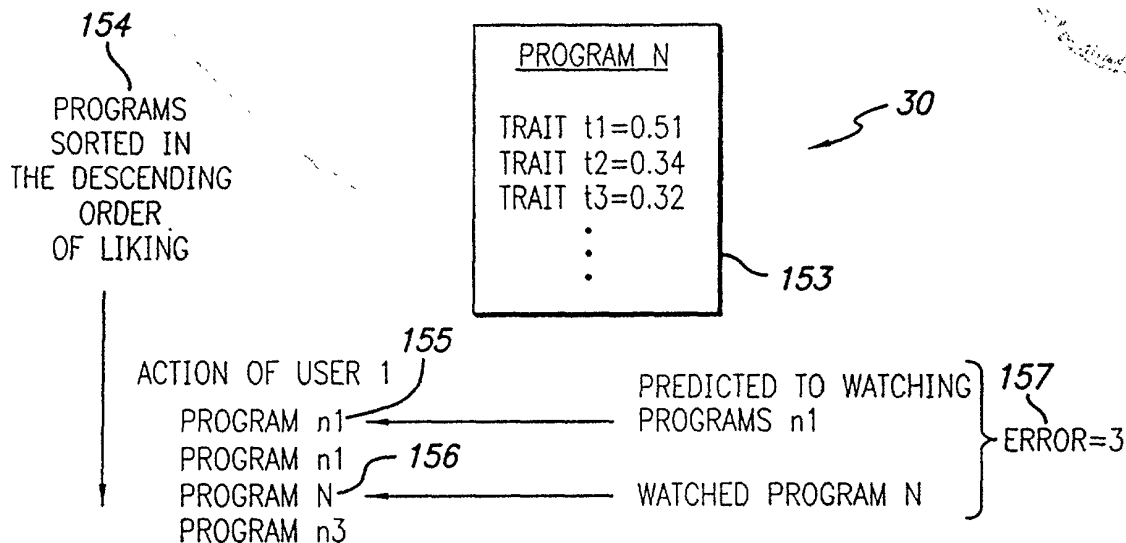 154
PROGRAMS
SORTED IN
THE DESCENDING
ORDER
OF LIKING
PROGRAM N
TRAIT t1=0.51
TRAIT t2=0.34
TRAIT t3=0.32
30
153
ACTION OF USER 1
155
PROGRAM n1
PROGRAM n1
PROGRAM N
156
PROGRAM n3
PREDICTED TO WATCHING
PROGRAMS n1
WATCHED PROGRAM N
157
ERROR=3